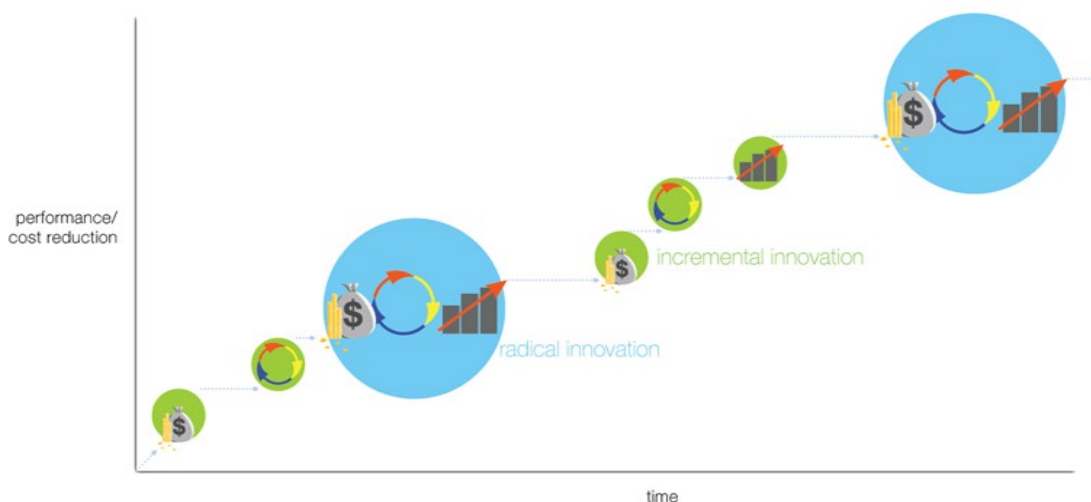 performance/
cost reduction
incremental innovation
radical innovation
time
$
$
$
$